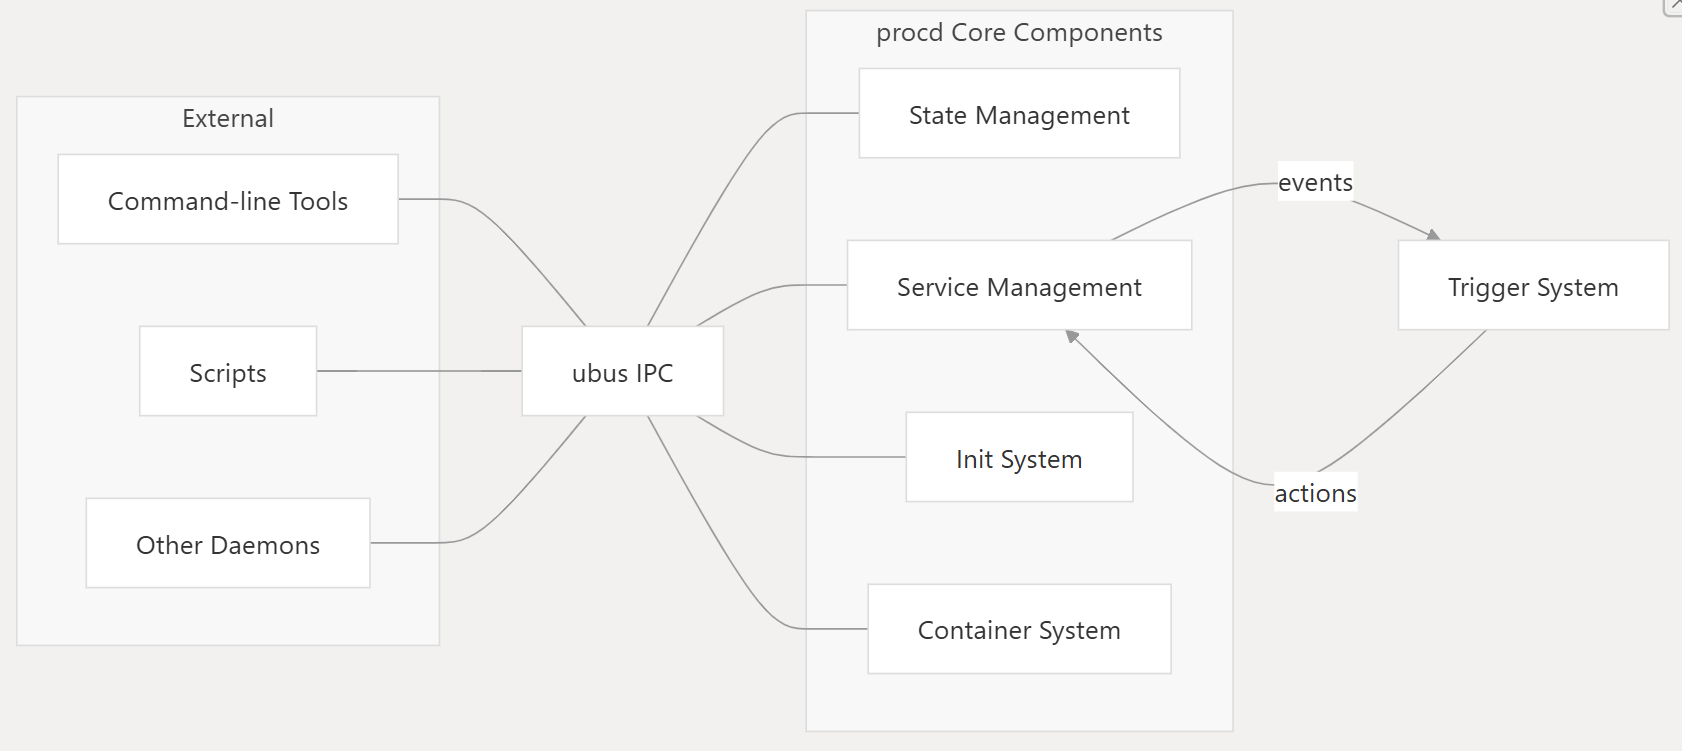 External
Command-line Tools
Scripts
Other Daemons
ubus IPC
procd Core Components
State Management
Service Management
Init System
Container System
events
actions
Trigger System